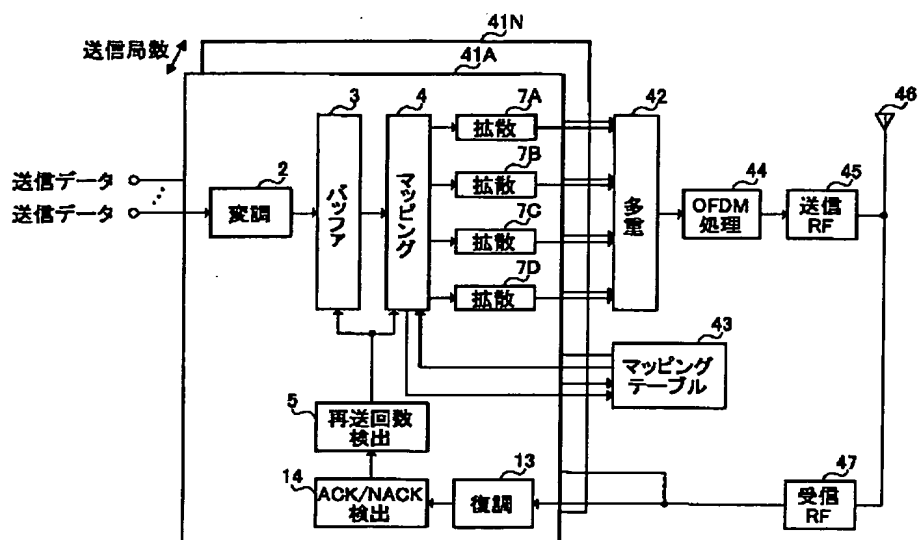 送信局数
41N
41A
3
4
7A
42
46
拡散
7B
送信データ
送信データ
2
変調
バッファ
マッピング
拡散
7C
拡散
7D
拡散
多重
44
OFDM
処理
45
送信
RF
43
マッピング
テーブル
5
再送回数
検出
14
ACK/NACK
検出
13
復調
47
受信
RF